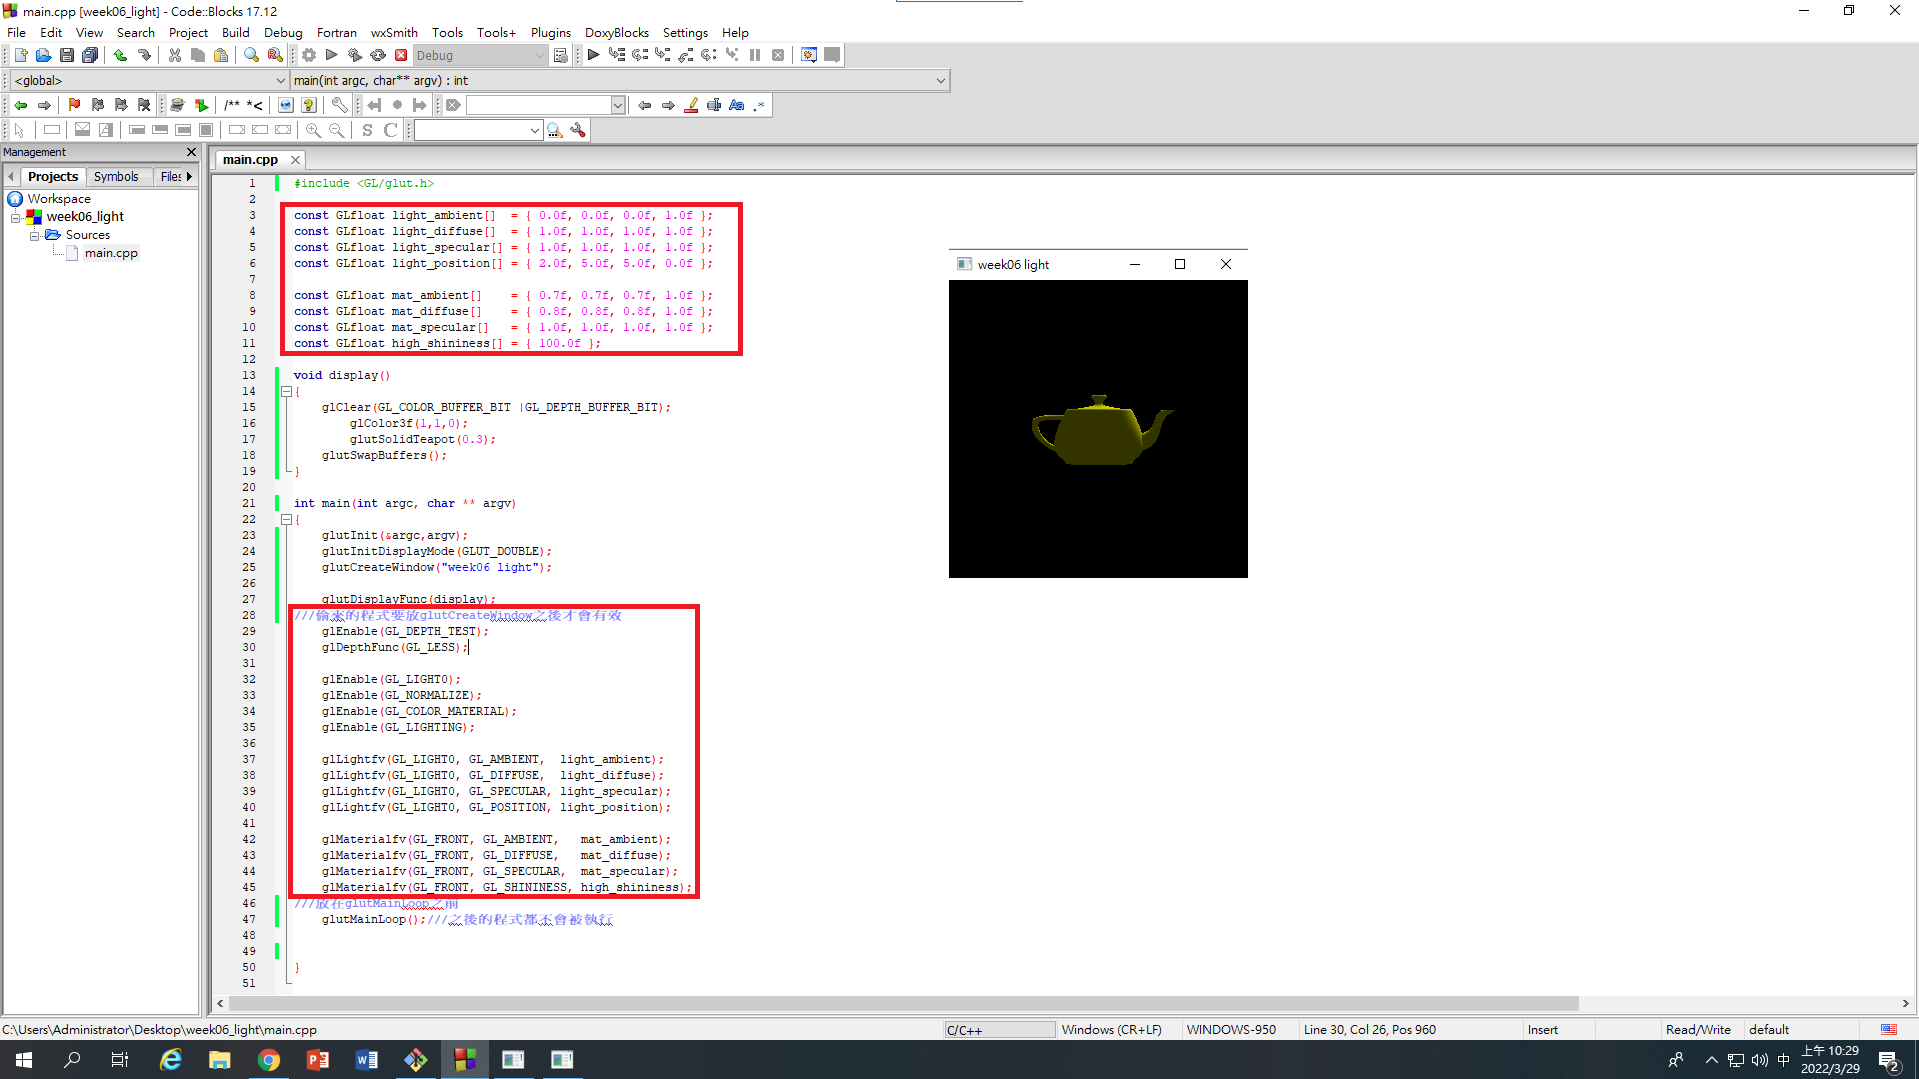 main.cpp [week06_light] - Code::Blocks 17.12
File Edit View Search Project Build Debug Fortran wxSmith Tools Tools+ Plugins DoxyBlocks Settings Help
Debug
<global> main(int argc, char** argv) : int
/** *<
S C
Management
Projects Symbols Files
Workspace
week06_light
Sources
main.cpp
main.cpp
1 #include <GL/glut.h>
2
3 const GLfloat light_ambient[]  = { 0.0f, 0.0f, 0.0f, 1.0f };
4 const GLfloat light_diffuse[]  = { 1.0f, 1.0f, 1.0f, 1.0f };
5 const GLfloat light_specular[] = { 1.0f, 1.0f, 1.0f, 1.0f };
6 const GLfloat light_position[] = { 2.0f, 5.0f, 5.0f, 0.0f };
7
8 const GLfloat mat_ambient[]    = { 0.7f, 0.7f, 0.7f, 1.0f };
9 const GLfloat mat_diffuse[]    = { 0.8f, 0.8f, 0.8f, 1.0f };
10 const GLfloat mat_specular[]   = { 1.0f, 1.0f, 1.0f, 1.0f };
11 const GLfloat high_shininess[] = { 100.0f };
12
13 void display()
14 {
15     glClear(GL_COLOR_BUFFER_BIT |GL_DEPTH_BUFFER_BIT);
16         glColor3f(1,1,0);
17         glutSolidTeapot(0.3);
18     glutSwapBuffers();
19 }
20
21 int main(int argc, char ** argv)
22 {
23     glutInit(&argc,argv);
24     glutInitDisplayMode(GLUT_DOUBLE);
25     glutCreateWindow("week06 light");
26
27     glutDisplayFunc(display);
28 ///偷來的程式要放glutCreateWindow之後才會有效
29     glEnable(GL_DEPTH_TEST);
30     glDepthFunc(GL_LESS);
31
32     glEnable(GL_LIGHT0);
33     glEnable(GL_NORMALIZE);
34     glEnable(GL_COLOR_MATERIAL);
35     glEnable(GL_LIGHTING);
36
37     glLightfv(GL_LIGHT0, GL_AMBIENT,  light_ambient);
38     glLightfv(GL_LIGHT0, GL_DIFFUSE,  light_diffuse);
39     glLightfv(GL_LIGHT0, GL_SPECULAR, light_specular);
40     glLightfv(GL_LIGHT0, GL_POSITION, light_position);
41
42     glMaterialfv(GL_FRONT, GL_AMBIENT,   mat_ambient);
43     glMaterialfv(GL_FRONT, GL_DIFFUSE,   mat_diffuse);
44     glMaterialfv(GL_FRONT, GL_SPECULAR,  mat_specular);
45     glMaterialfv(GL_FRONT, GL_SHININESS, high_shininess);
46 ///放在glutMainLoop之前
47     glutMainLoop();///之後的程式都不會被執行
48
49
50 }
51
week06 light
C:\Users\Administrator\Desktop\week06_light\main.cpp C/C++ Windows (CR+LF) WINDOWS-950 Line 30, Col 26, Pos 960 Insert Read/Write default
中 上午 10:29
2022/3/29
2